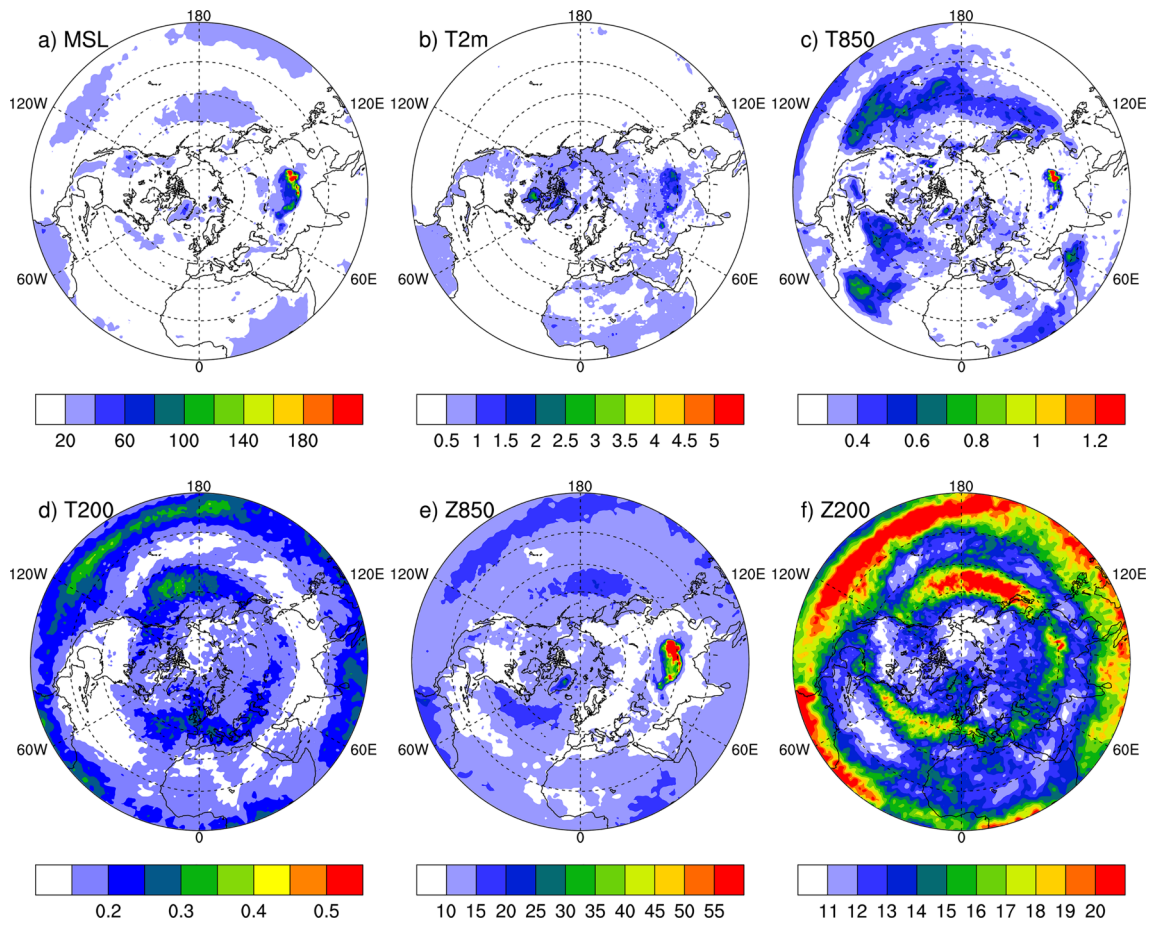 180 180 180
a) MSL b) T2m c) T850
120W 120E 120W 120E 120W 120E
60W 60E 60W 60E 60W 60E
0 0 0
20 60 100 140 180 0.5 1 1.5 2 2.5 3 3.5 4 4.5 5 0.4 0.6 0.8 1 1.2
180 180 180
d) T200 e) Z850 f) Z200
120W 120E 120W 120E 120W 120E
60W 60E 60W 60E 60W 60E
0 0 0
0.2 0.3 0.4 0.5 10 15 20 25 30 35 40 45 50 55 11 12 13 14 15 16 17 18 19 20